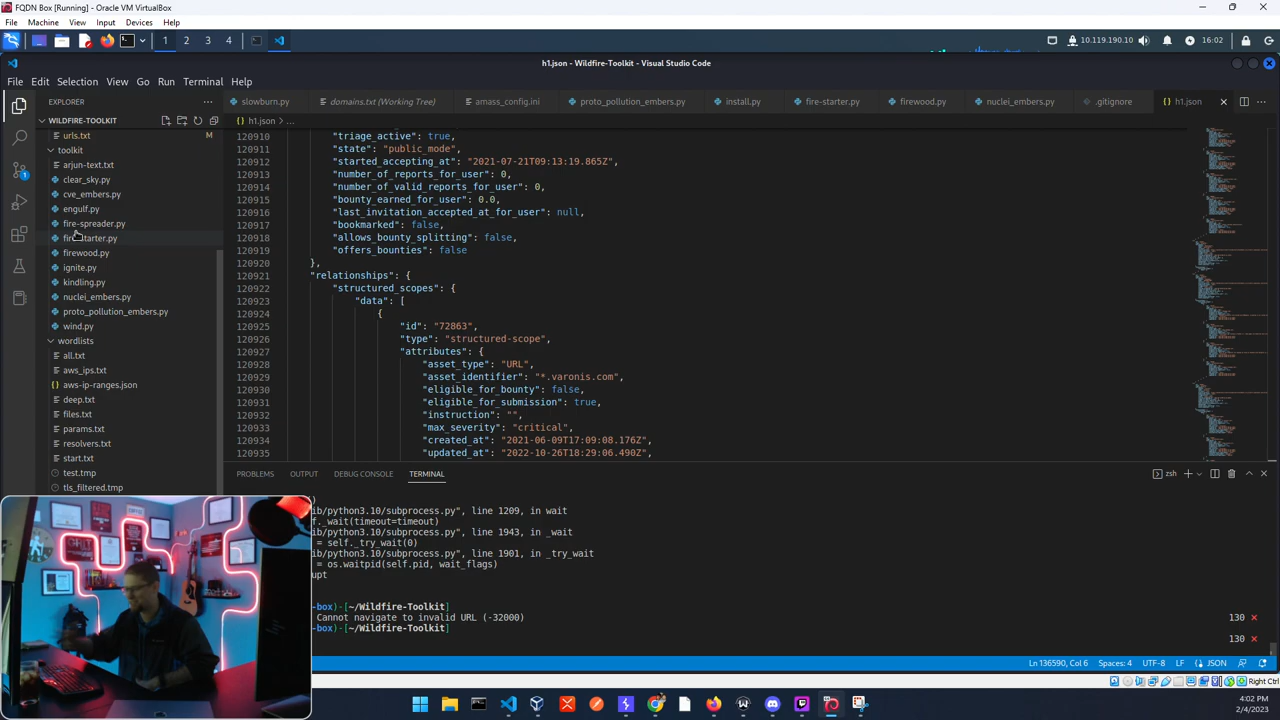 FQDN Box [Running] - Oracle VM VirtualBox
File Machine View Input Devices Help
1 2 3 4 10.119.190.10 16:02
h1.json - Wildfire-Toolkit - Visual Studio Code
File Edit Selection View Go Run Terminal Help
EXPLORER
slowburn.py domains.txt (Working Tree) amass_config.ini proto_pollution_embers.py install.py fire-starter.py firewood.py nuclei_embers.py .gitignore h1.json
WILDFIRE-TOOLKIT
h1.json > ...
urls.txt M
toolkit
arjun-text.txt
clear_sky.py
cve_embers.py
engulf.py
fire-spreader.py
starter.py
firewood.py
ignite.py
kindling.py
nuclei_embers.py
proto_pollution_embers.py
wind.py
wordlists
all.txt
aws_ips.txt
aws-ip-ranges.json
deep.txt
files.txt
params.txt
resolvers.txt
start.txt
test.tmp
tls_filtered.txt
1
120910 "triage_active": true,
120911 "state": "public_mode",
120912 "started_accepting_at": "2021-07-21T09:13:19.865Z",
120913 "number_of_reports_for_user": 0,
120914 "number_of_valid_reports_for_user": 0,
120915 "bounty_earned_for_user": 0.0,
120916 "last_invitation_accepted_at_for_user": null,
120917 "bookmarked": false,
120918 "allows_bounty_splitting": false,
120919 "offers_bounties": false
120920 },
120921 "relationships": {
120922 "structured_scopes": {
120923 "data": [
120924 {
120925 "id": "72863",
120926 "type": "structured-scope",
120927 "attributes": {
120928 "asset_type": "URL",
120929 "asset_identifier": "*.varonis.com",
120930 "eligible_for_bounty": false,
120931 "eligible_for_submission": true,
120932 "instruction": "",
120933 "max_severity": "critical",
120934 "created_at": "2021-06-09T17:09:08.176Z",
120935 "updated_at": "2022-10-26T18:29:06.490Z",
PROBLEMS OUTPUT DEBUG CONSOLE TERMINAL
zsh
)
ib/python3.10/subprocess.py", line 1209, in wait
f._wait(timeout=timeout)
ib/python3.10/subprocess.py", line 1943, in _wait
= self._try_wait(0)
ib/python3.10/subprocess.py", line 1901, in _try_wait
= os.waitpid(self.pid, wait_flags)
pt
-box)-[~/Wildfire-Toolkit]
Cannot navigate to invalid URL (-32000)
130
-box)-[~/Wildfire-Toolkit]
130
Ln 136590, Col 6 Spaces: 4 UTF-8 LF JSON
Right Ctrl
4:02 PM
2/4/2023